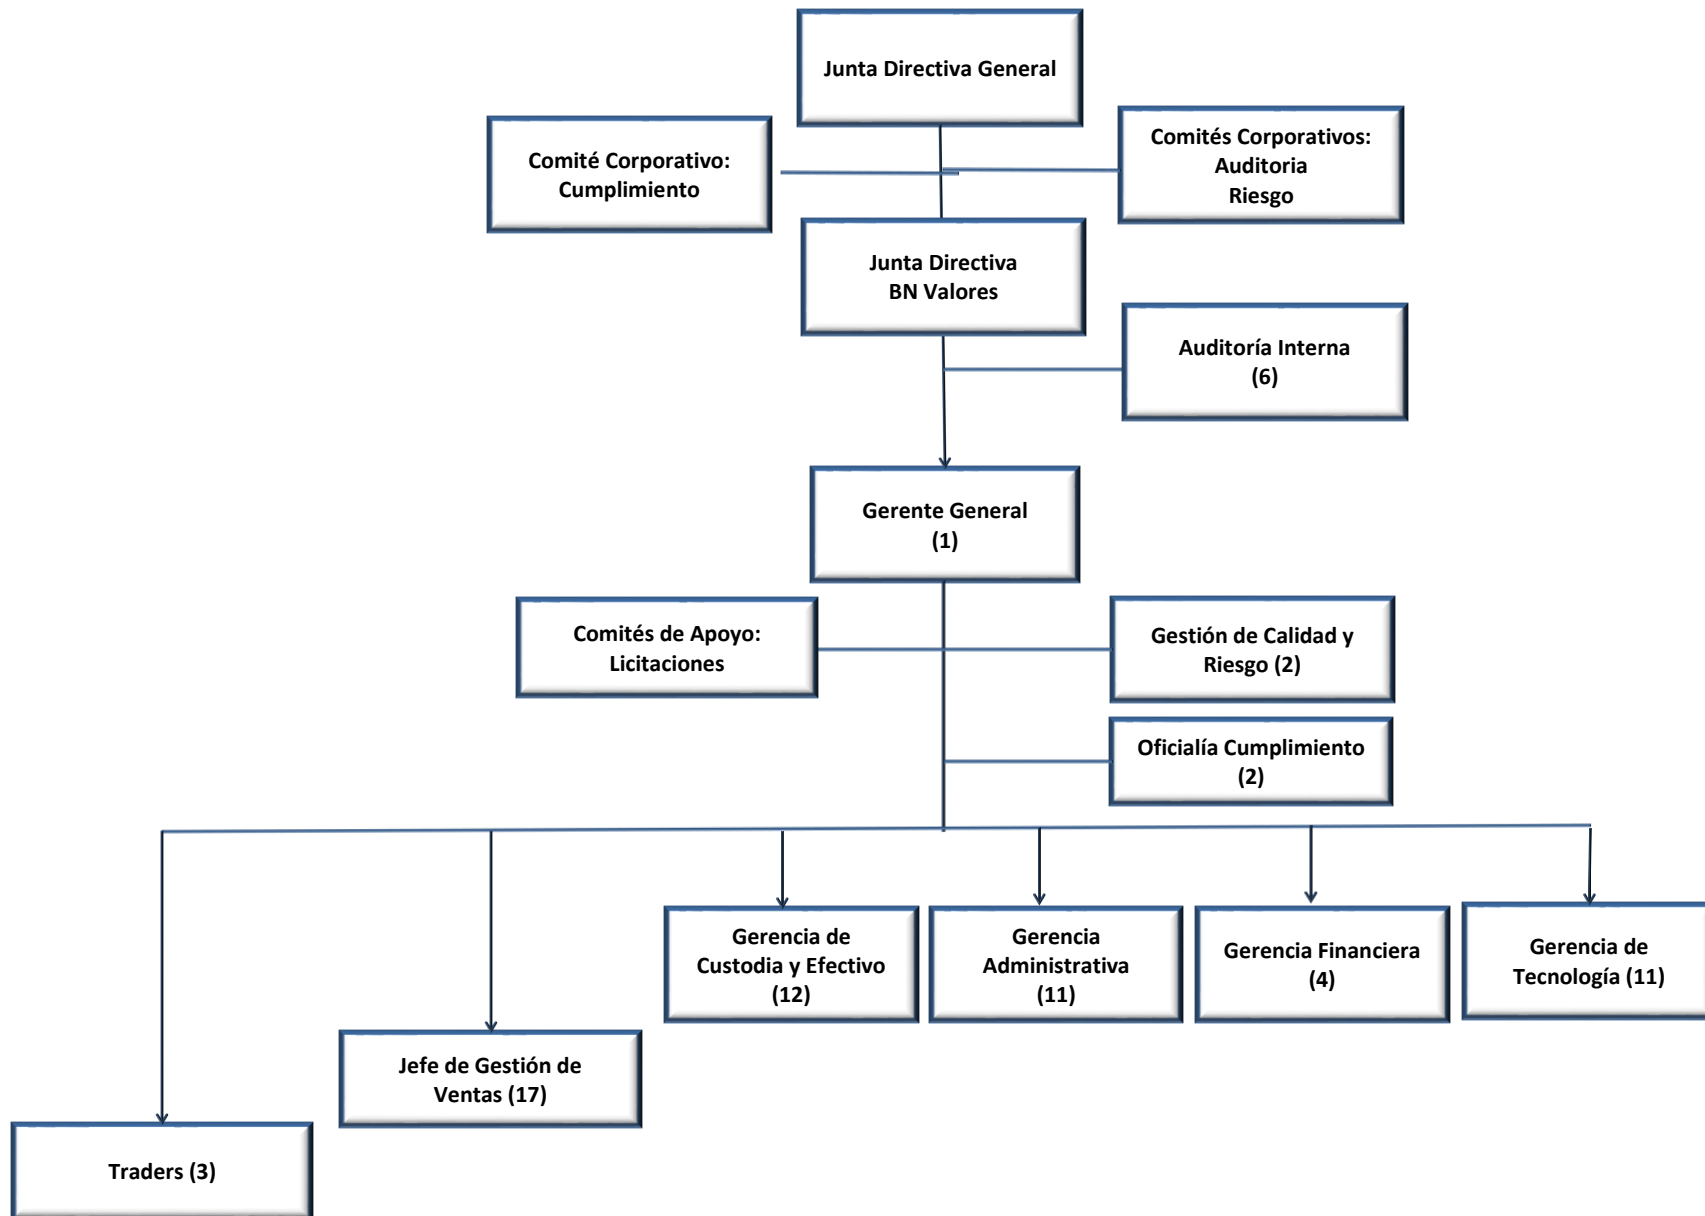 Junta Directiva General
Comité Corporativo:
Cumplimiento
Comités Corporativos:
Auditoria
Riesgo
Junta Directiva
BN Valores
Auditoría Interna
(6)
Gerente General
(1)
Comités de Apoyo:
Licitaciones
Gestión de Calidad y
Riesgo (2)
Oficialía Cumplimiento
(2)
Gerencia de
Custodia y Efectivo
(12)
Gerencia
Administrativa
(11)
Gerencia Financiera
(4)
Gerencia de
Tecnología (11)
Jefe de Gestión de
Ventas (17)
Traders (3)